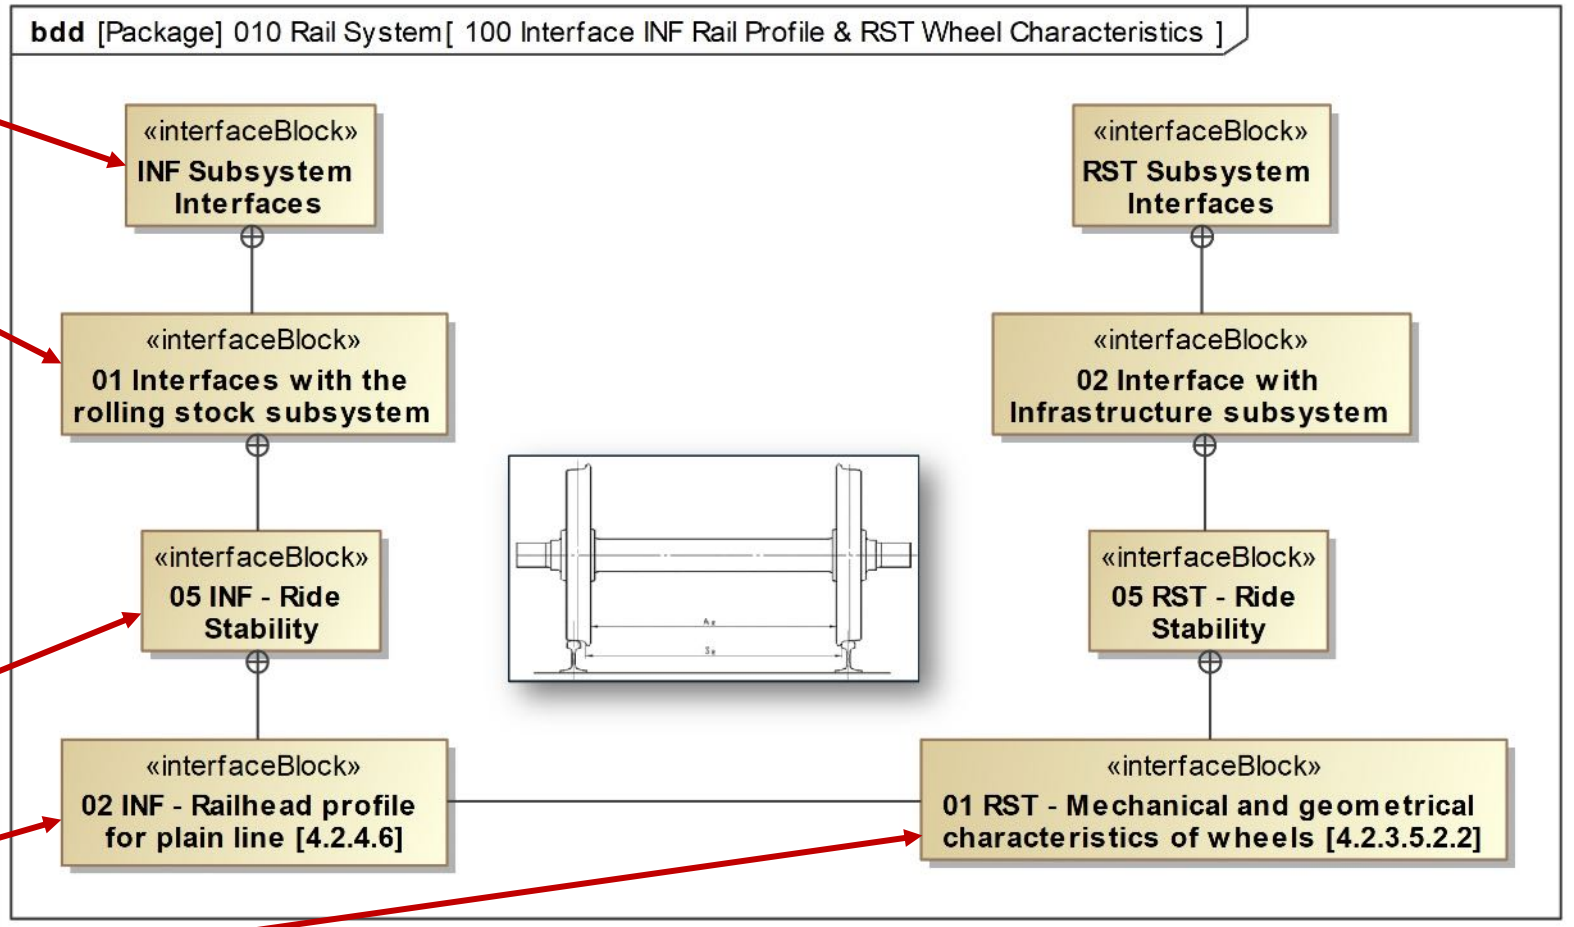 bdd [Package] 010 Rail System[ 100 Interface INF Rail Profile & RST Wheel Characteristics ]
«interfaceBlock»
INF Subsystem
Interfaces
«interfaceBlock»
RST Subsystem
Interfaces
«interfaceBlock»
01 Interfaces with the
rolling stock subsystem
«interfaceBlock»
02 Interface with
Infrastructure subsystem
«interfaceBlock»
05 INF - Ride
Stability
«interfaceBlock»
05 RST - Ride
Stability
«interfaceBlock»
02 INF - Railhead profile
for plain line [4.2.4.6]
«interfaceBlock»
01 RST - Mechanical and geometrical
characteristics of wheels [4.2.3.5.2.2]